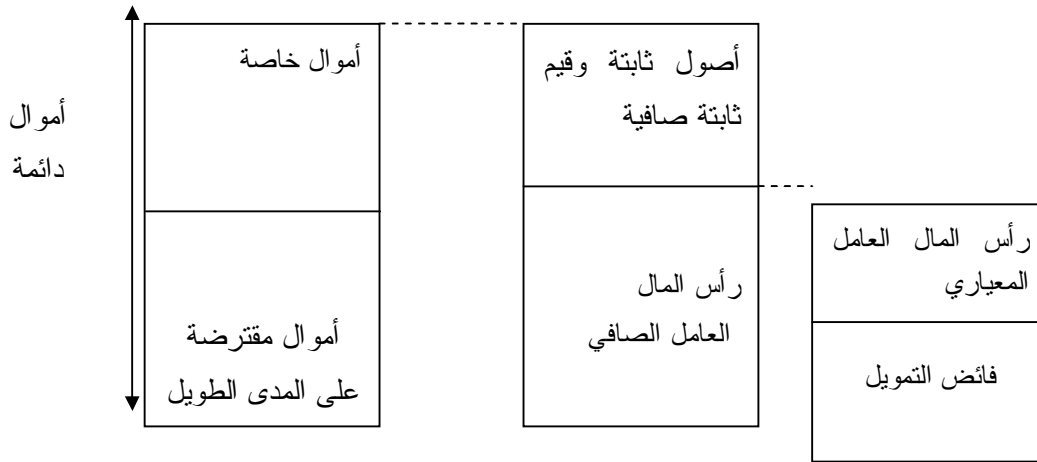 أصول ثابتة وقيم
ثابتة صافية
أموال خاصة
أموال
دائمة
رأس المال العامل
المعياري
رأس المال
العامل الصافي
أموال مقترضة
على المدى الطويل
فائض التمويل